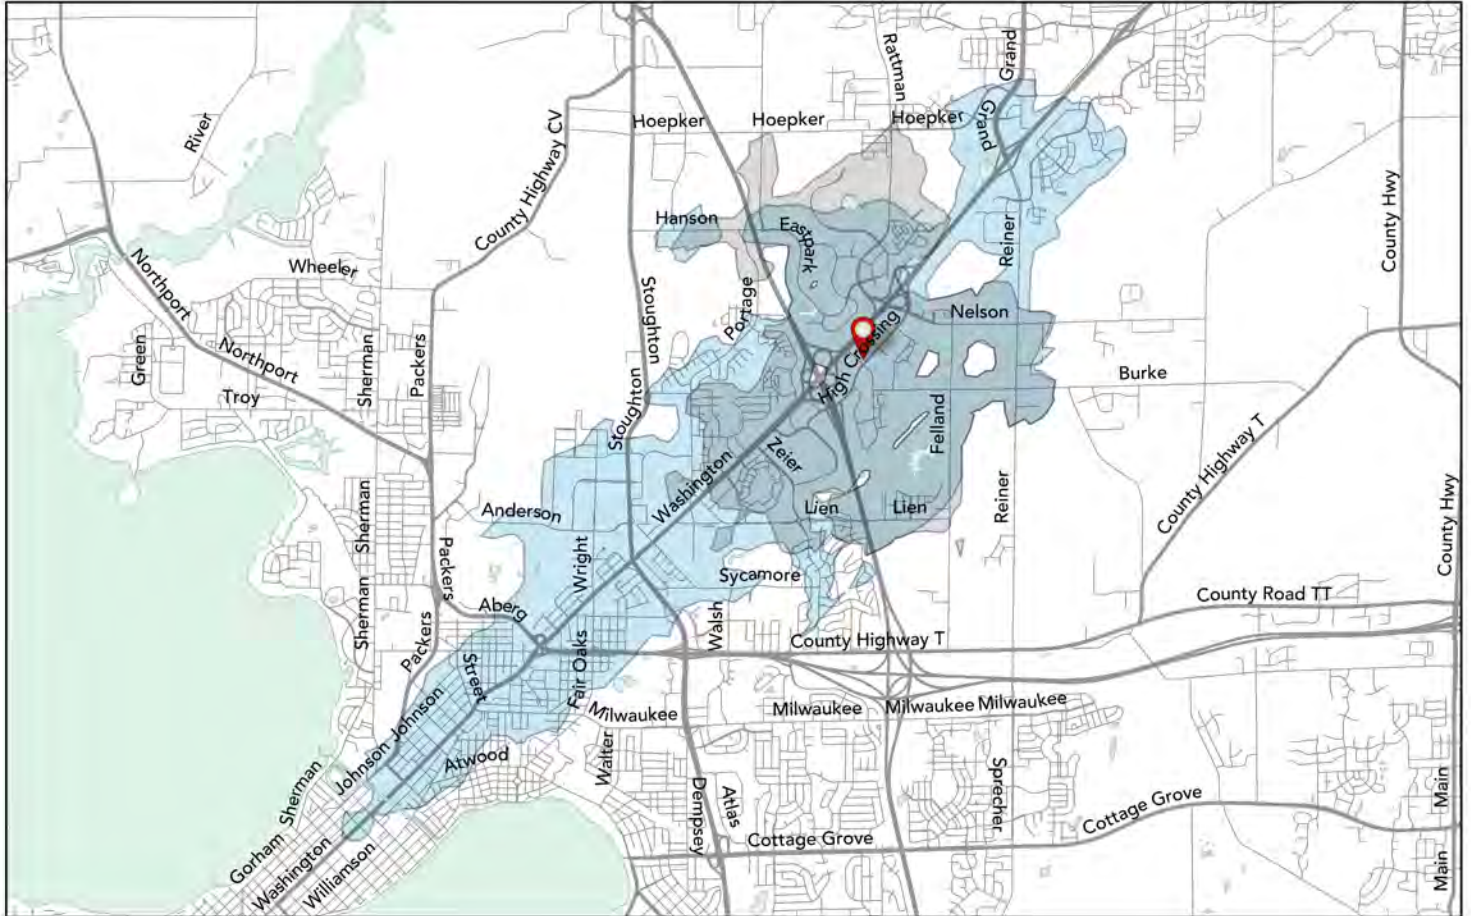 Grand
Rattman
River
County Highway CV
Hoepker
Hoepker
Hoepker
Grand
Hanson
Eastpark
Reiner
County Hwy
Wheeler
Northport
Stoughton
Portage
Nelson
High Crossing
Green
Northport
Sherman
Packers
Troy
Burke
Stoughton
Felland
Zeier
Washington
County Highway T
Anderson
Sherman
Lien
Lien
Reiner
County Hwy
Packers
Wright
Sycamore
Sherman
Aberg
Walsh
County Road TT
Packers
Street
Fair Oaks
County Highway T
Johnson
Johnson
Milwaukee
Milwaukee
Milwaukee
Milwaukee
Atwood
Walter
Sherman
Dempsey
Atlas
Sprecher
Cottage Grove
Main
Cottage Grove
Gorham
Washington
Williamson
Main